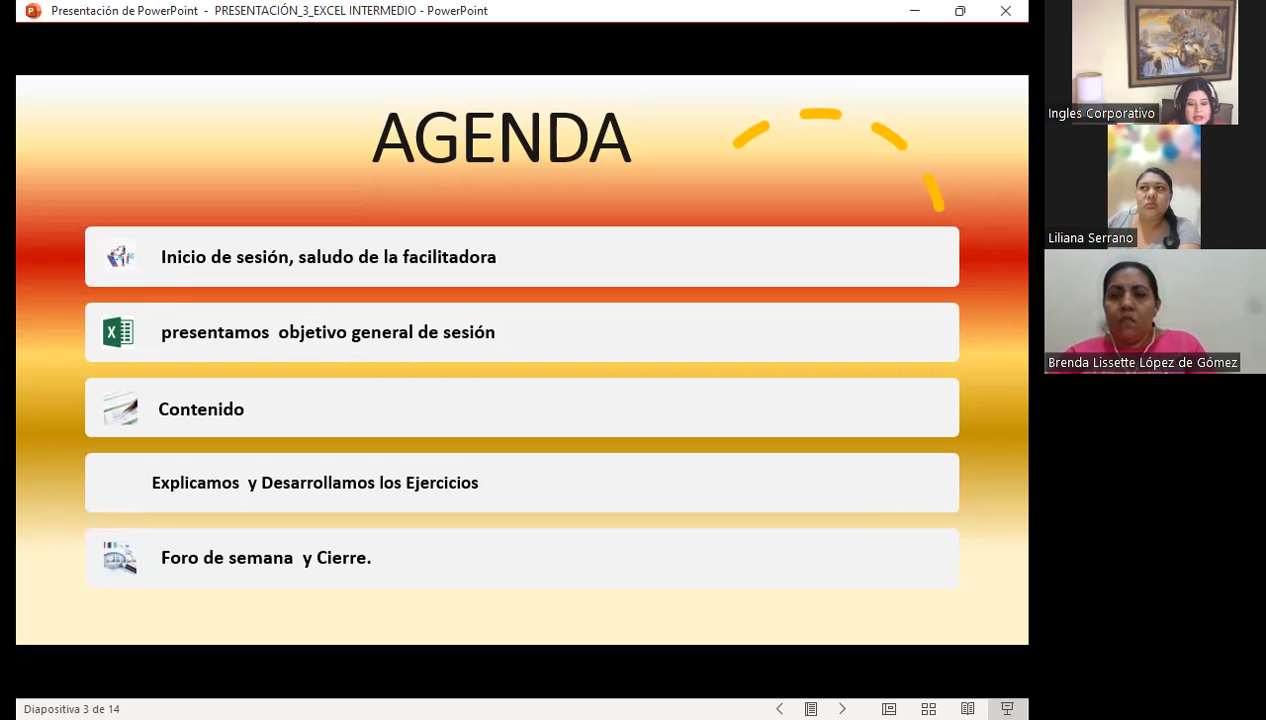 Presentación de PowerPoint - PRESENTACIÓN_3_EXCEL INTERMEDIO - PowerPoint
AGENDA
Inicio de sesión, saludo de la facilitadora
presentamos objetivo general de sesión
Contenido
Explicamos y Desarrollamos los Ejercicios
Foro de semana y Cierre.
Diapositiva 3 de 14
Ingles Corporativo
Liliana Serrano
Brenda Lissette López de Gómez